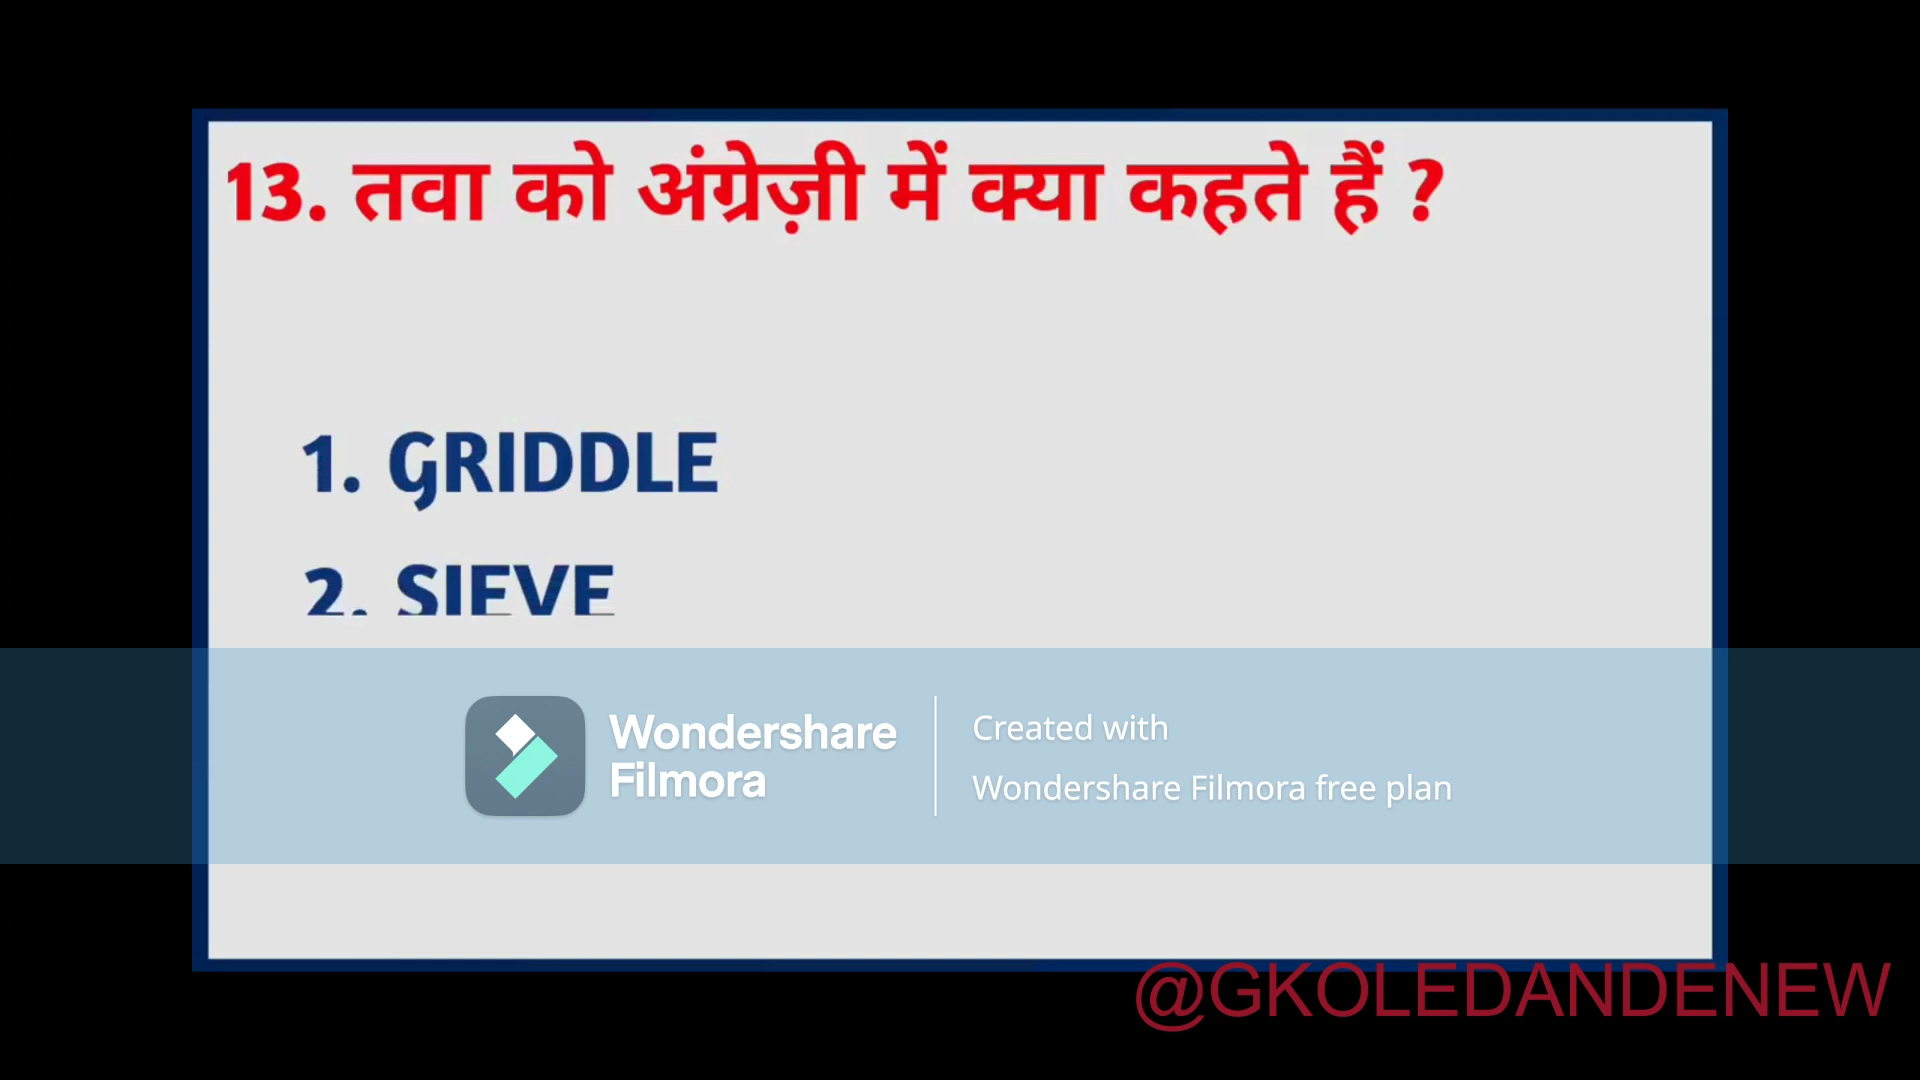 13. तवा को अंग्रेज़ी में क्या कहते हैं ?
1. GRIDDLE
2. SIEVE
Wondershare
Filmora
Created with
Wondershare Filmora free plan
@GKOLEDANDENEW